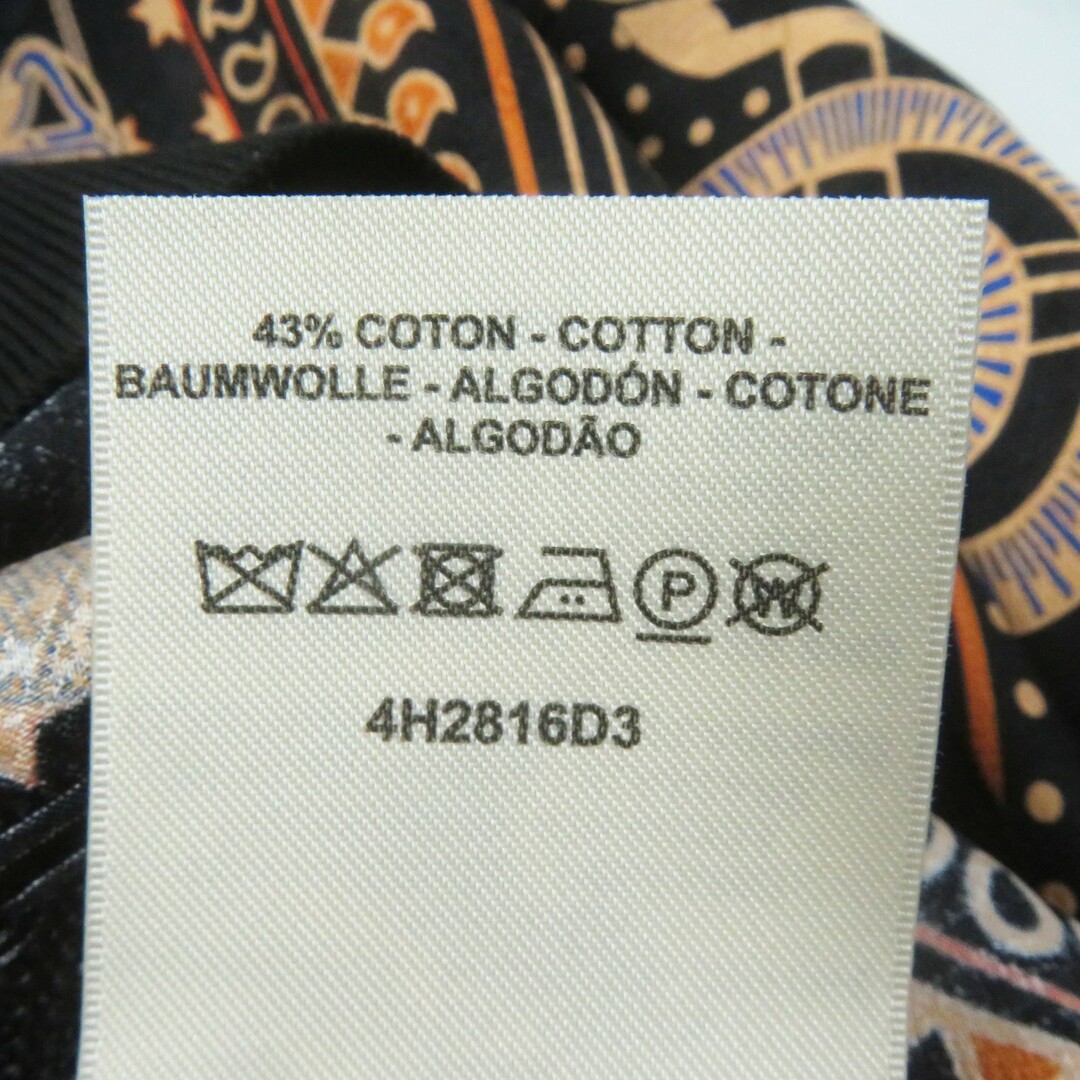 43% COTON - COTTON -
BAUMWOLLE - ALGODÓN - COTONE
- ALGODÃO
P
W
4H2816D3